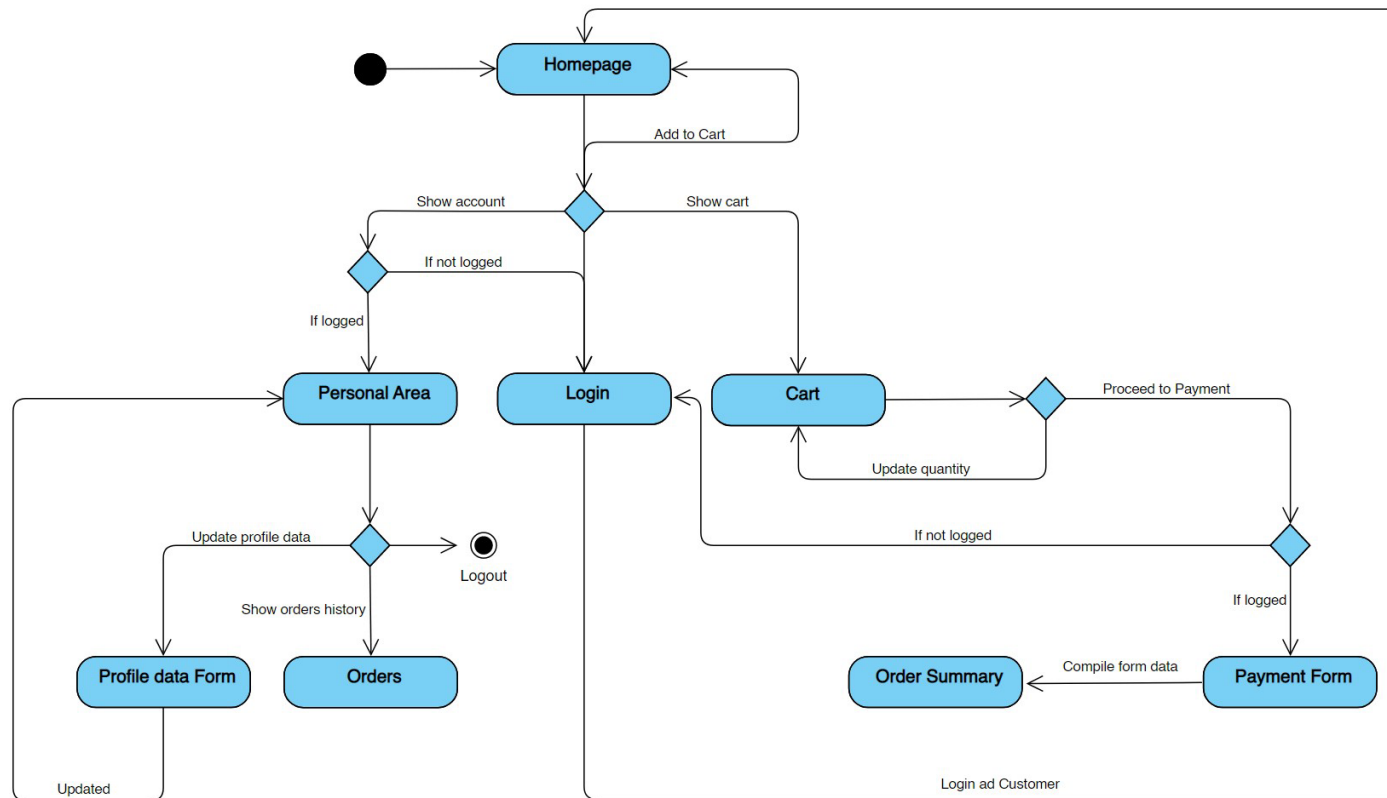 Homepage
Add to Cart
Show account
Show cart
If not logged
If logged
Personal Area
Login
Cart
Proceed to Payment
Update quantity
Update profile data
If not logged
Logout
If logged
Show orders history
Profile data Form
Orders
Order Summary
Compile form data
Payment Form
Updated
Login ad Customer